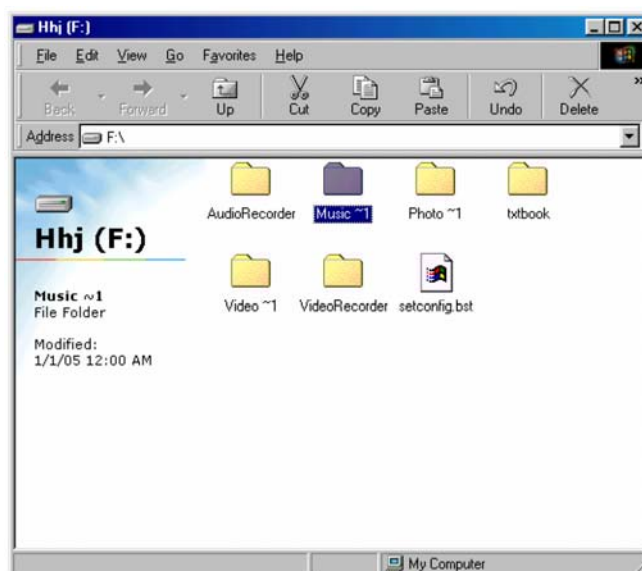 Hhj (F:)
File Edit View Go Favorites Help
Back Forward Up Cut Copy Paste Undo Delete »
Address F:\
AudioRecorder Music ~1 Photo ~1 txtbook
Hhj (F:)
Video ~1 VideoRecorder setconfig.bst
Music ~1
File Folder
Modified:
1/1/05 12:00 AM
My Computer